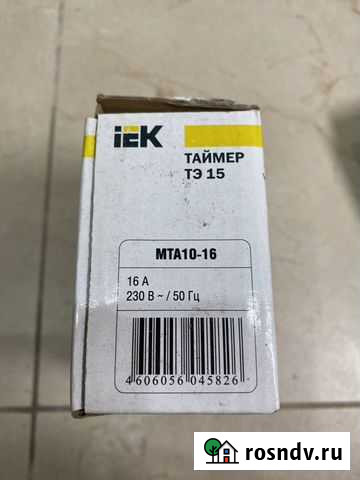 iEK
ТАЙМЕР
ТЭ 15
MTA10-16
16 А
230 В ~ / 50 Гц
4 606056 045826
rosndv.ru